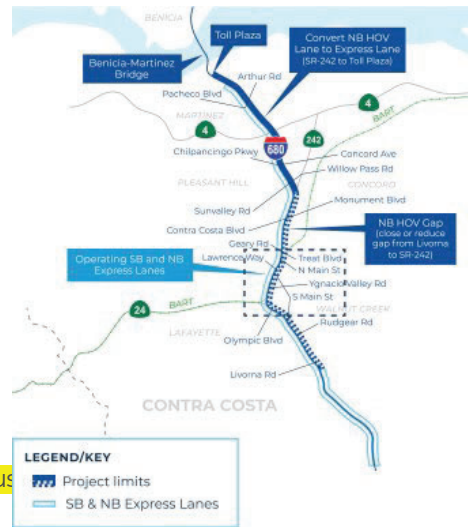 BENICIA
Toll Plaza
Convert NB HOV
Lane to Express Lane
(SR-242 to Toll Plaza)
Benicia-Martinez
Bridge
Arthur Rd
Pacheco Blvd
MARTINEZ
4
4
680
242
BART
Chilpancingo Pkwy
Concord Ave
Willow Pass Rd
PLEASANT HILL
CONCORD
Sunvalley Rd
Monument Blvd
Contra Costa Blvd
NB HOV Gap
(close or reduce
gap from Livorna
to SR-242)
Geary Rd
Treat Blvd
Operating SB and NB
Express Lanes
Lawrence Way
N Main St
Ygnacio Valley Rd
S Main St
WALNUT CREEK
24
BART
LAFAYETTE
Rudgear Rd
Olympic Blvd
Livorna Rd
CONTRA COSTA
LEGEND/KEY
us
Project limits
SB & NB Express Lanes